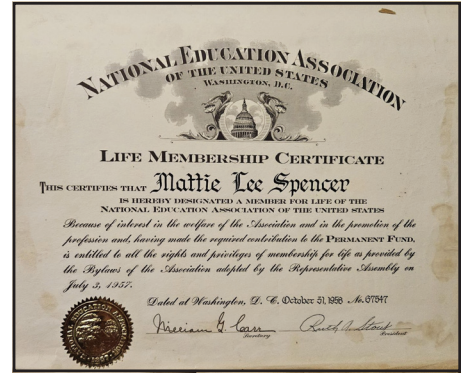 NATIONAL EDUCATION ASSOCIATION
OF THE UNITED STATES
WASHINGTON, D.C.
LIFE MEMBERSHIP CERTIFICATE
THIS CERTIFIES THAT Mattie Lee Spencer
IS HEREBY DESIGNATED A MEMBER FOR LIFE OF THE
NATIONAL EDUCATION ASSOCIATION OF THE UNITED STATES
Because of interest in the welfare of the Association and in the promotion of the
profession and, having made the required contribution to the PERMANENT FUND,
is entitled to all the rights and privileges of membership for life as provided by
the Bylaws of the Association adopted by the Representative Assembly on
July 3, 1957.
Dated at Washington, D. C. October 31, 1958 No. 67547
William G. Carr
Ruth A. Stout
Secretary
President